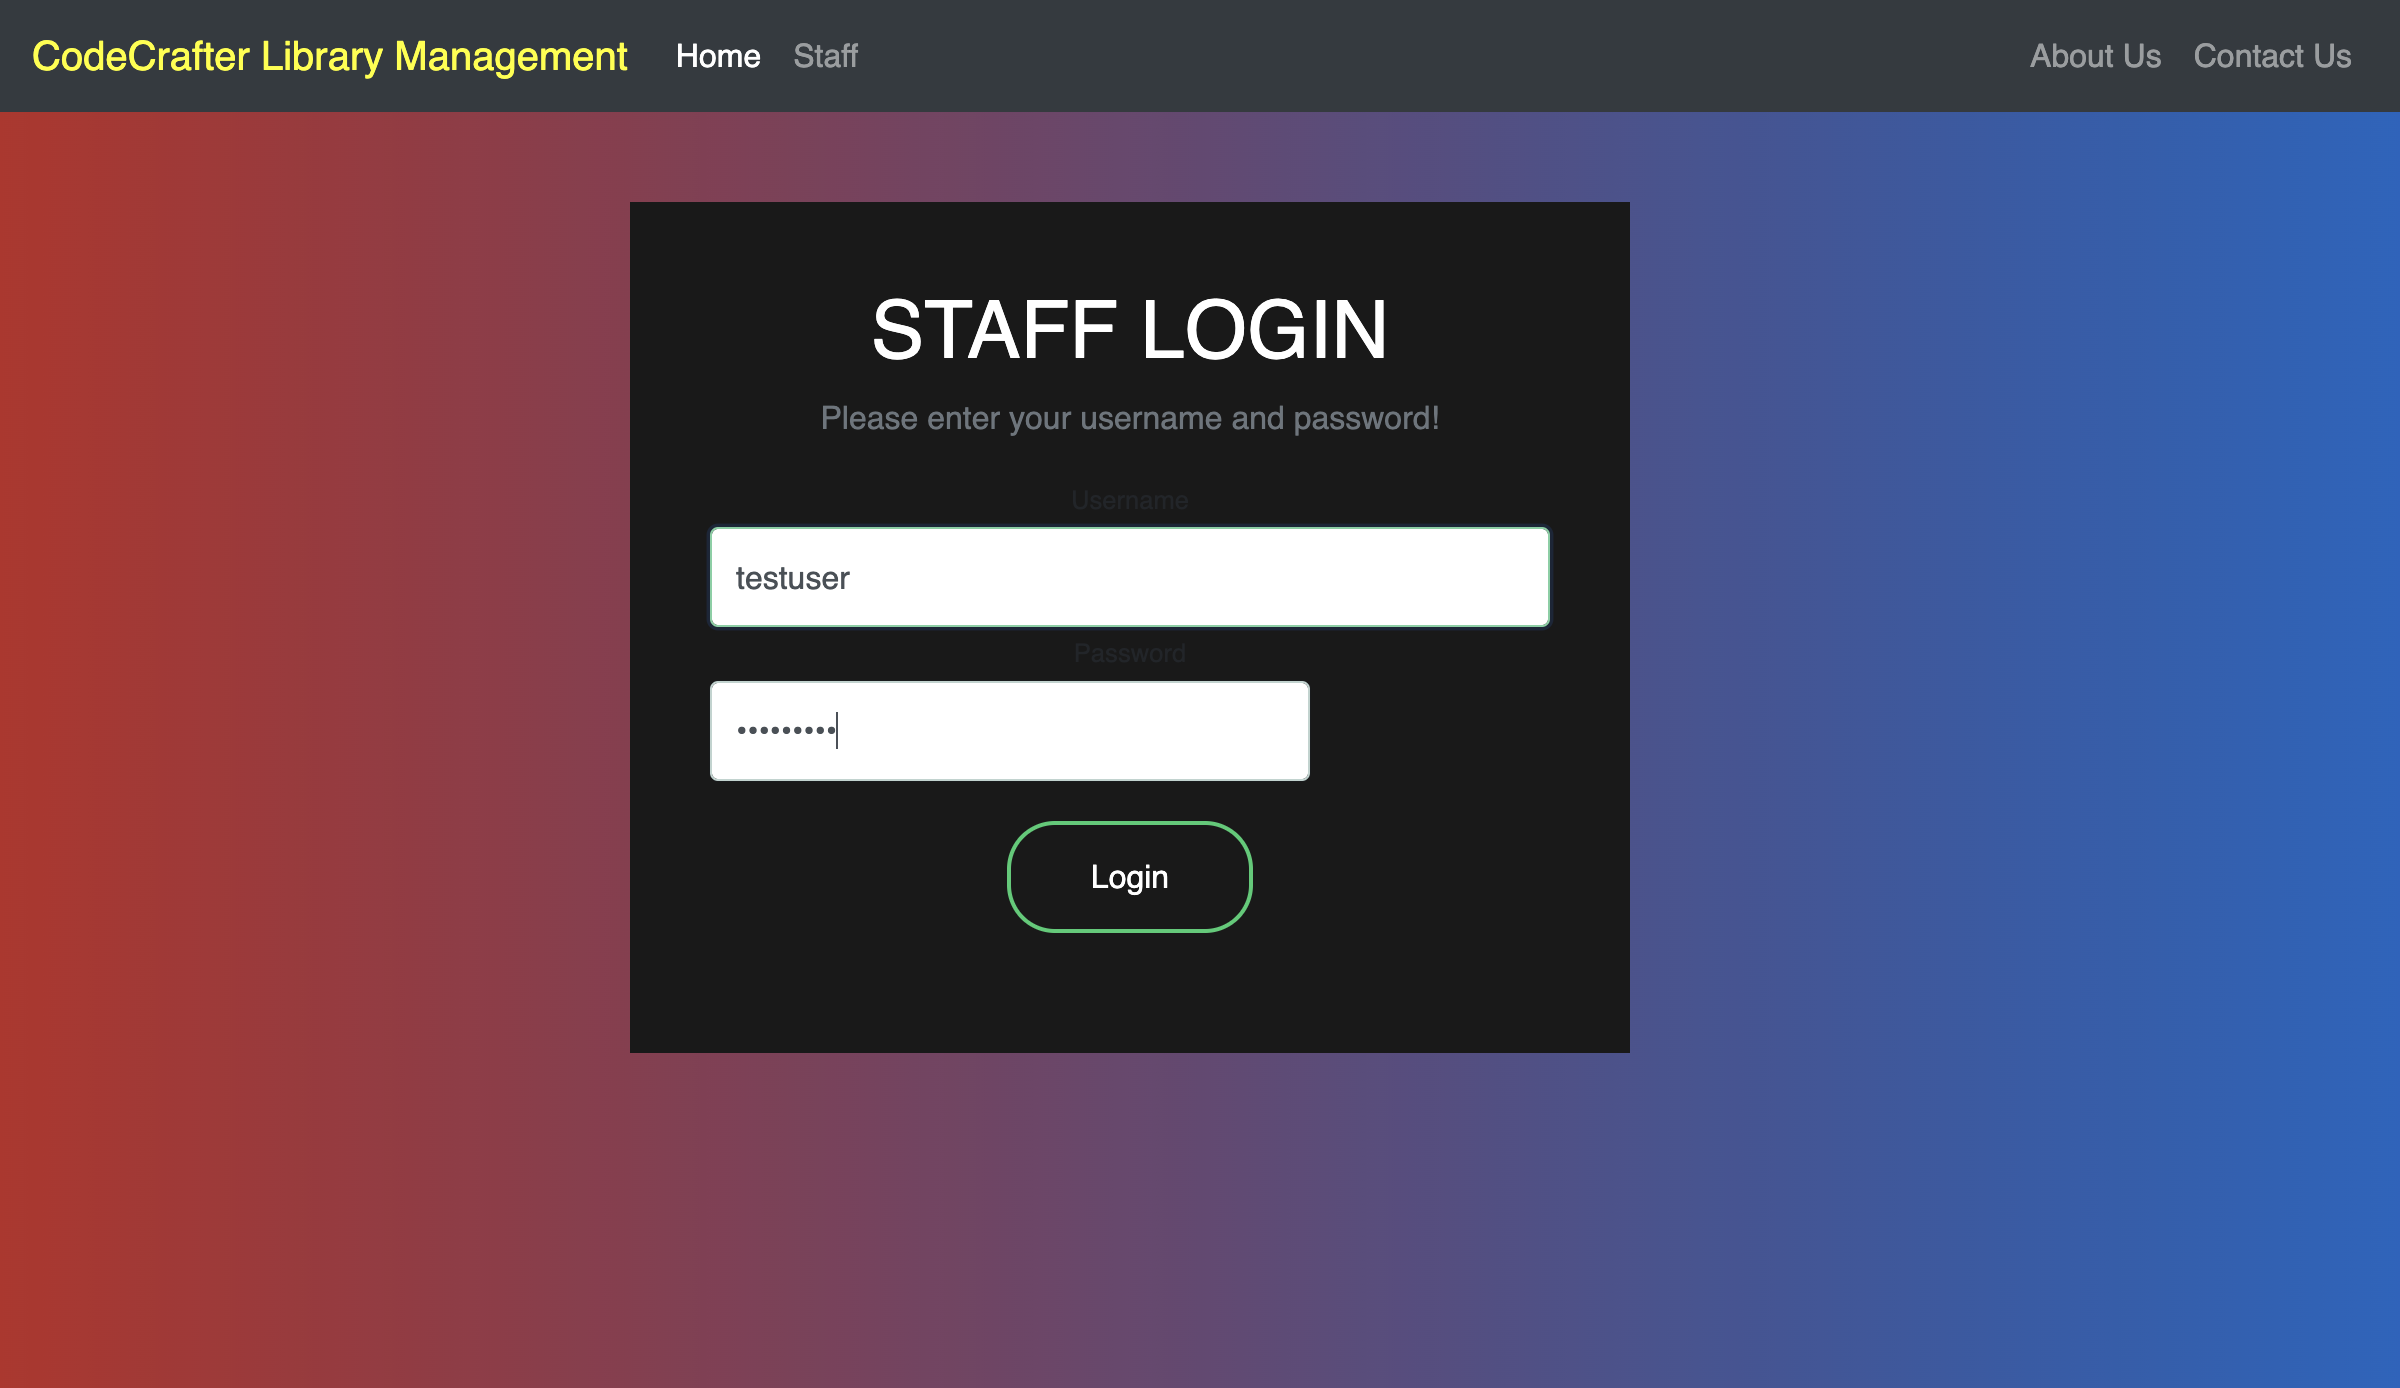 CodeCrafter Library Management Home Staff About Us Contact Us
STAFF LOGIN
Please enter your username and password!
Username
testuser
Password
•••••••••
Login